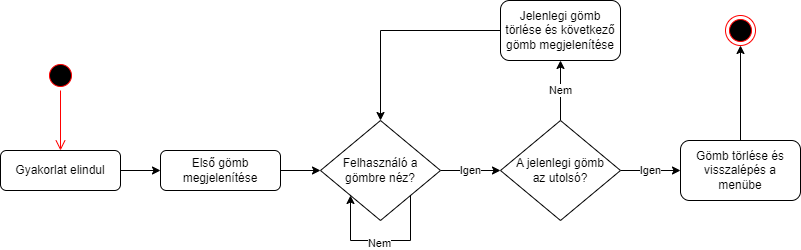 Gyakorlat elindul
Első gömb
megjelenítése
Felhasználó a
gömbre néz?
Nem
Igen
A jelenlegi gömb
az utolsó?
Nem
Jelenlegi gömb
törlése és következő
gömb megjelenítése
Igen
Gömb törlése és
visszalépés a
menübe